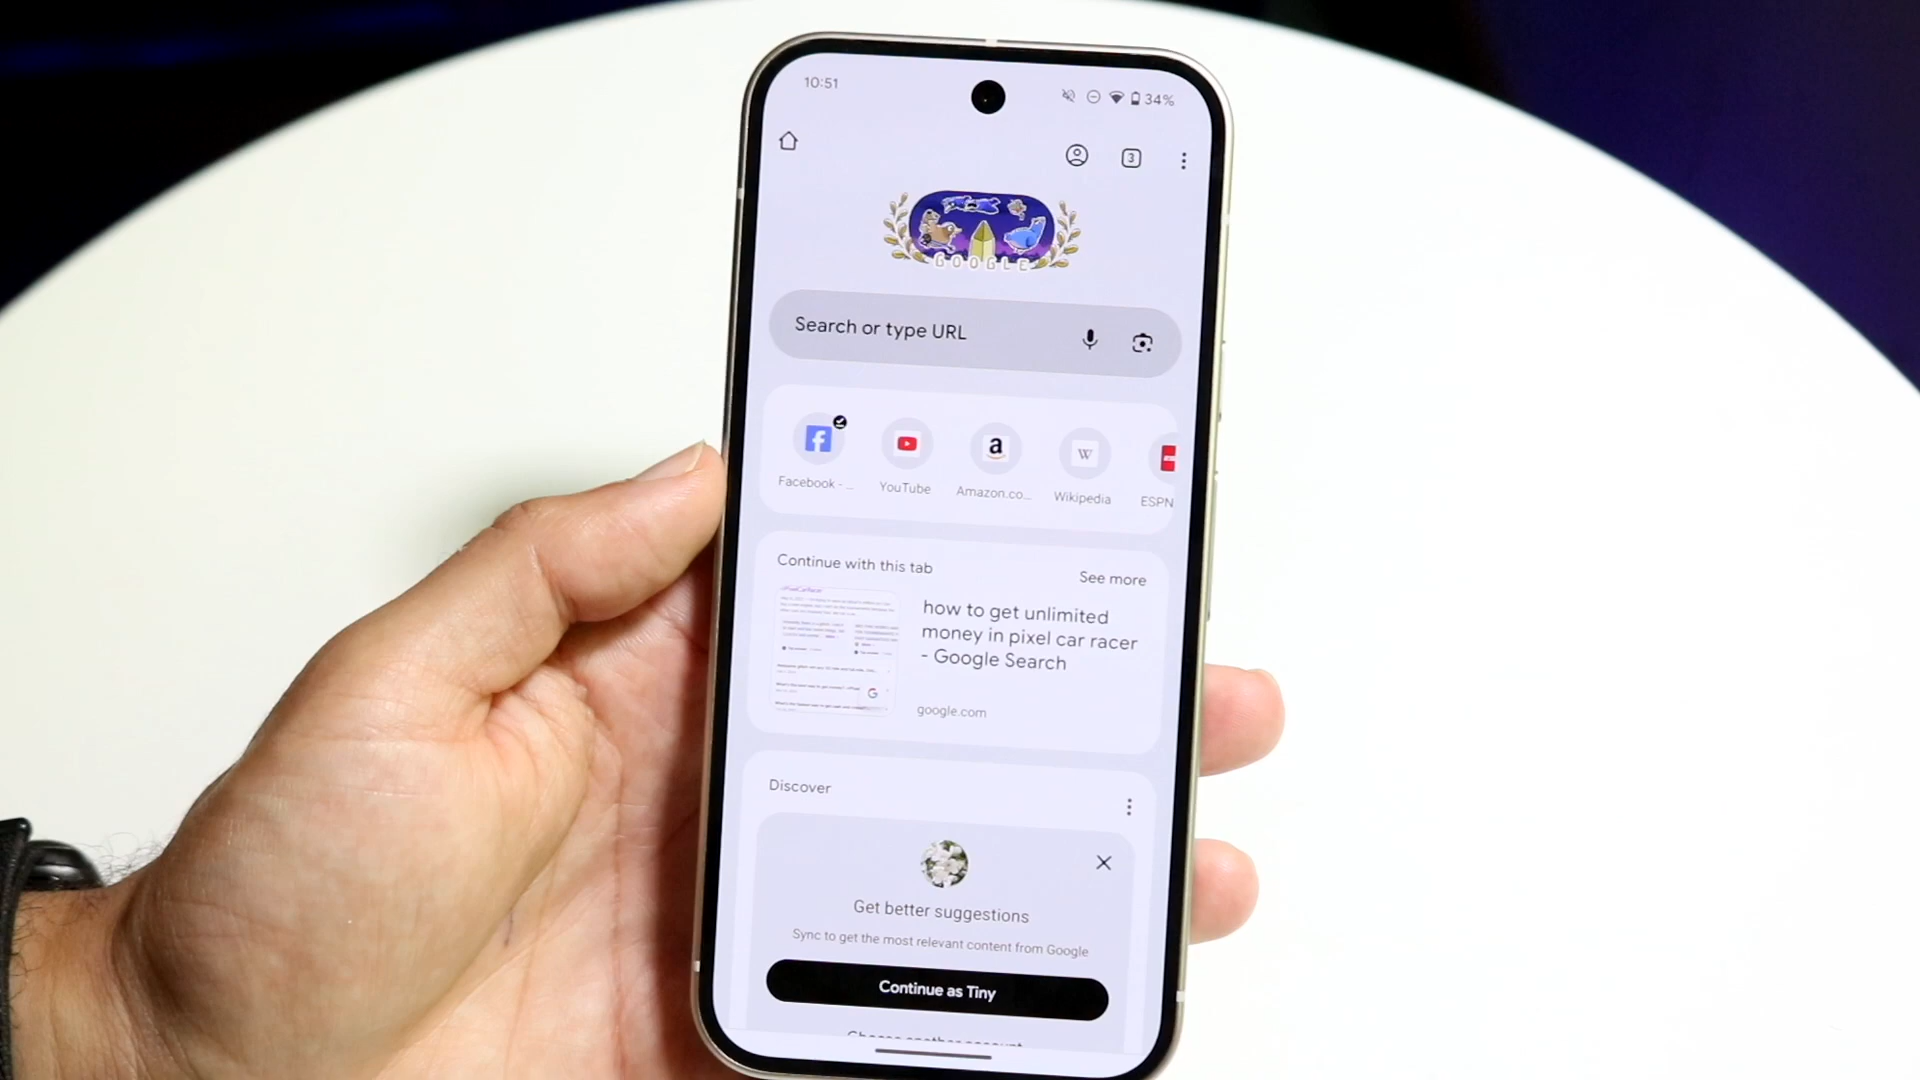 10:51
34%
3
GOOGLE
Search or type URL
Facebook - ...
YouTube
Amazon.co...
Wikipedia
ESPN
Continue with this tab
See more
how to get unlimited
money in pixel car racer
- Google Search
google.com
Discover
Get better suggestions
Sync to get the most relevant content from Google
Continue as Tiny